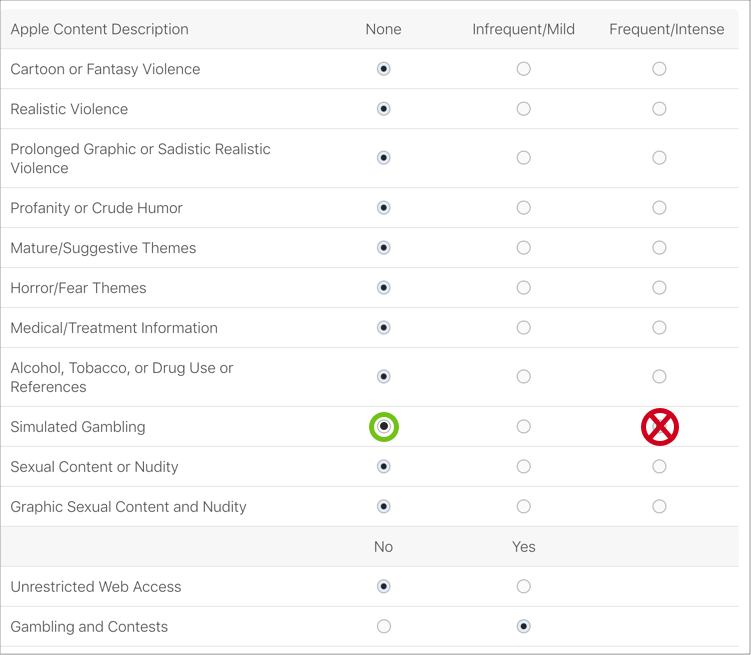 Apple Content Description None Infrequent/Mild Frequent/Intense
Cartoon or Fantasy Violence
Realistic Violence
Prolonged Graphic or Sadistic Realistic
Violence
Profanity or Crude Humor
Mature/Suggestive Themes
Horror/Fear Themes
Medical/Treatment Information
Alcohol, Tobacco, or Drug Use or
References
Simulated Gambling
Sexual Content or Nudity
Graphic Sexual Content and Nudity
No Yes
Unrestricted Web Access
Gambling and Contests